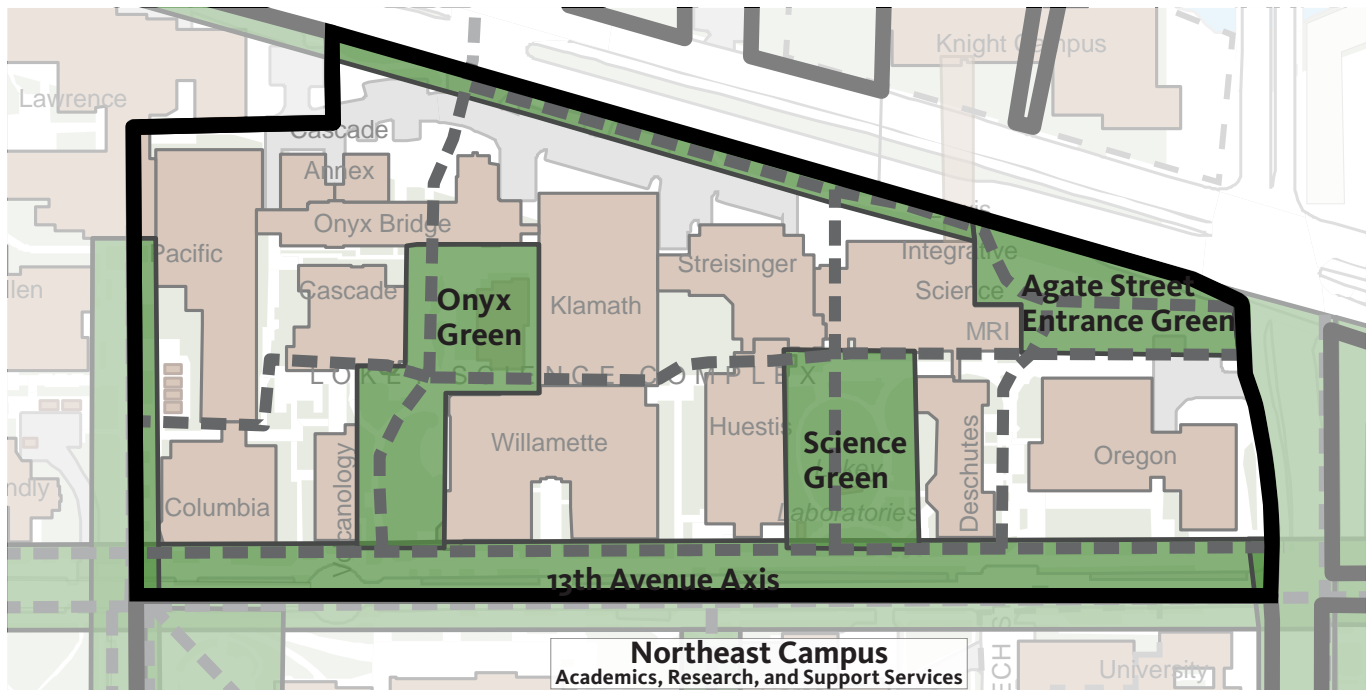 Knight Campus
Lawrence
Cascade
Annex
Onyx Bridge
Pacific
Streisinger
Integrative
Science
Cascade
Onyx
Green
Klamath
Agate Street
Entrance Green
MRI
LOKEY SCIENCE COMPLEX
Huestis
Willamette
Science
Green
Lokey
Laboratories
Deschutes
Oregon
Columbia
Volcanology
13th Avenue Axis
Northeast Campus
Academics, Research, and Support Services
University